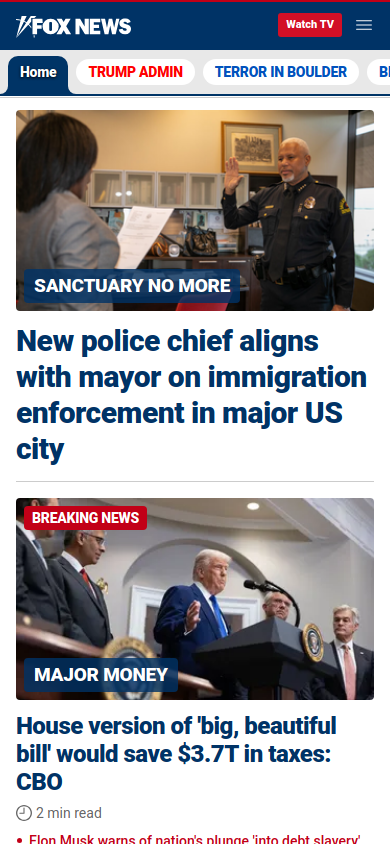 FOX NEWS
Watch TV
Home
TRUMP ADMIN
TERROR IN BOULDER
SANCTUARY NO MORE
New police chief aligns
with mayor on immigration
enforcement in major US
city
BREAKING NEWS
MAJOR MONEY
House version of 'big, beautiful
bill' would save $3.7T in taxes:
CBO
2 min read
Elon Musk warns of nation's plunge 'into debt slavery'